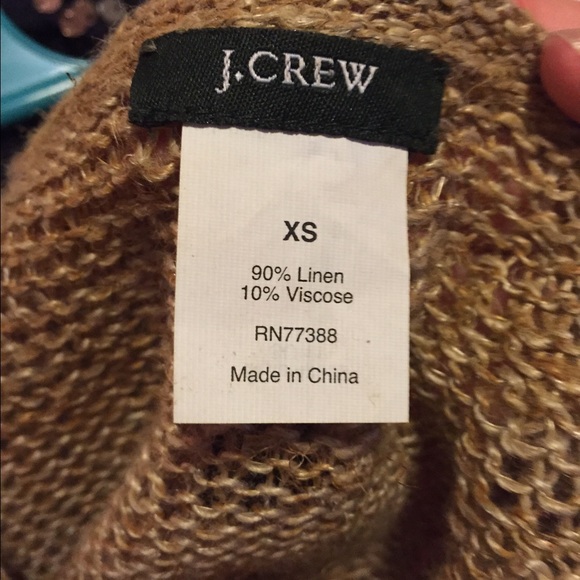 J.CREW
XS
90% Linen
10% Viscose
RN77388
Made in China